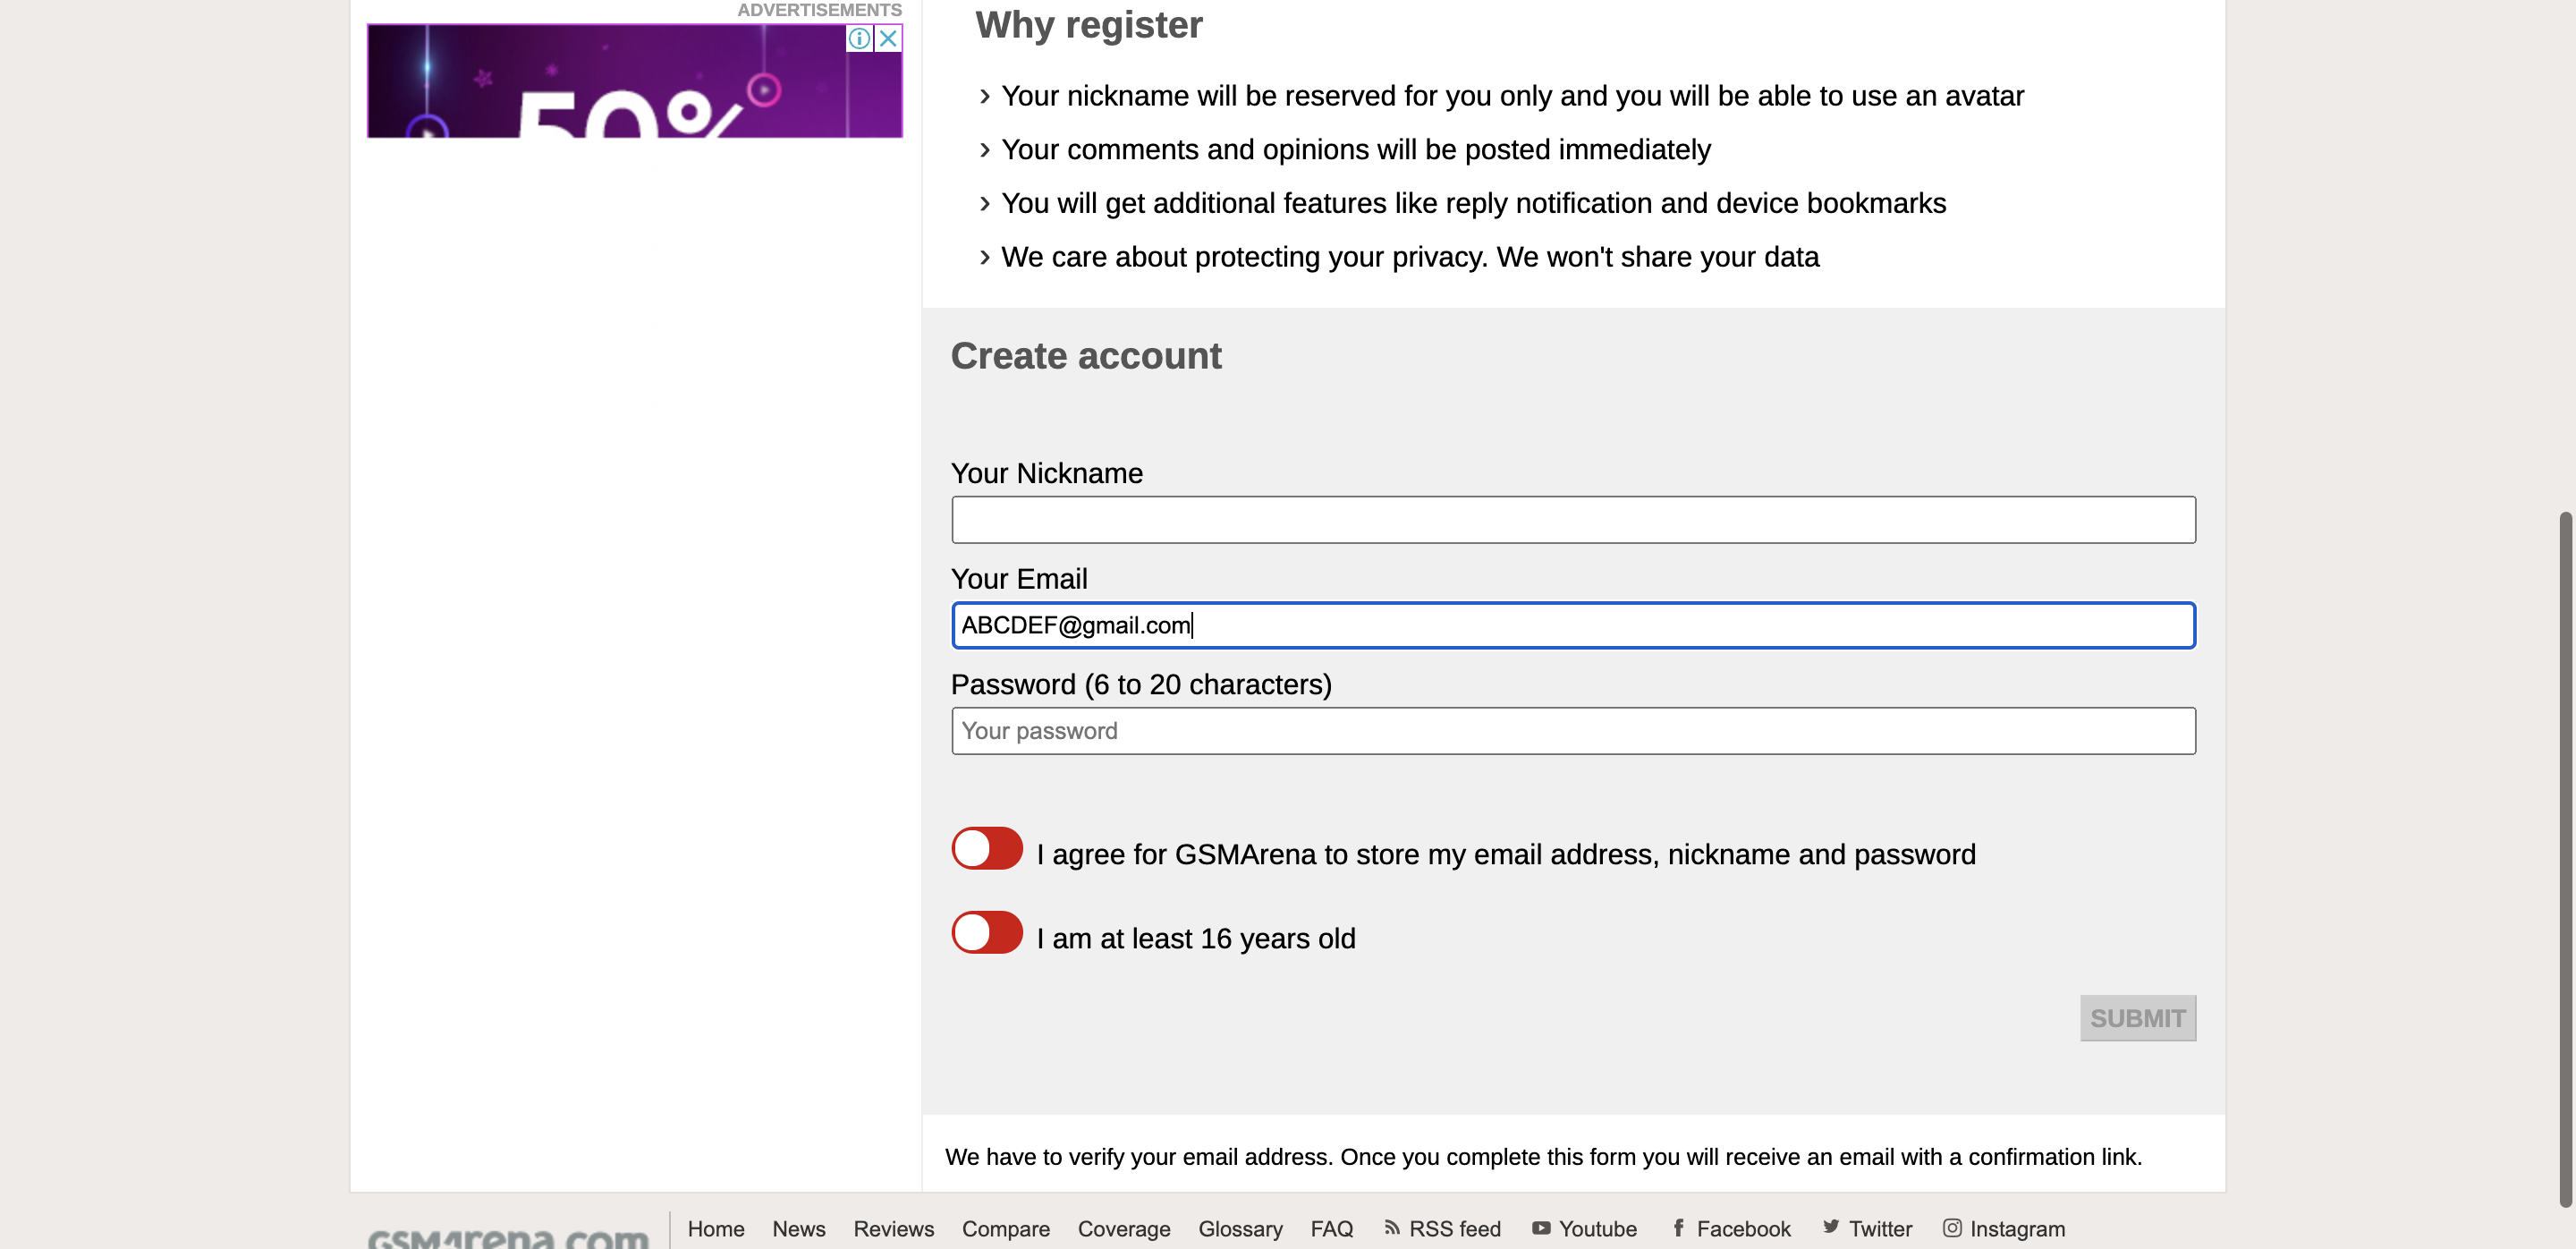 ADVERTISEMENTS
50%
Why register
› Your nickname will be reserved for you only and you will be able to use an avatar
› Your comments and opinions will be posted immediately
› You will get additional features like reply notification and device bookmarks
› We care about protecting your privacy. We won't share your data
Create account
Your Nickname
Your Email
ABCDEF@gmail.com
Password (6 to 20 characters)
Your password
I agree for GSMArena to store my email address, nickname and password
I am at least 16 years old
SUBMIT
We have to verify your email address. Once you complete this form you will receive an email with a confirmation link.
GSMArena.com Home News Reviews Compare Coverage Glossary FAQ RSS feed Youtube Facebook Twitter Instagram